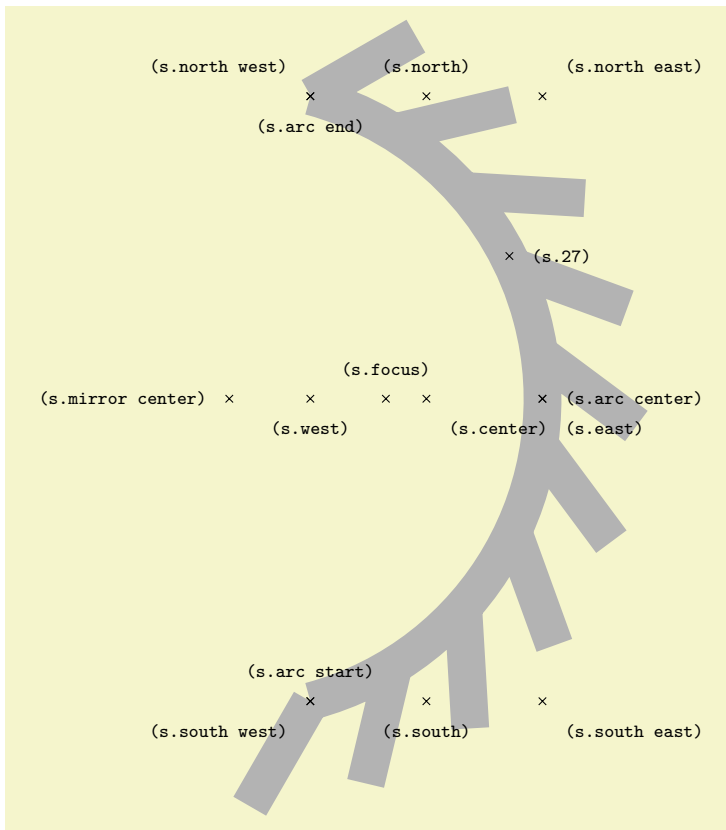 (s.north west) (s.north) (s.north east)
(s.arc end)
(s.27)
(s.focus)
(s.mirror center) (s.arc center)
(s.west) (s.center) (s.east)
(s.arc start)
(s.south west) (s.south) (s.south east)